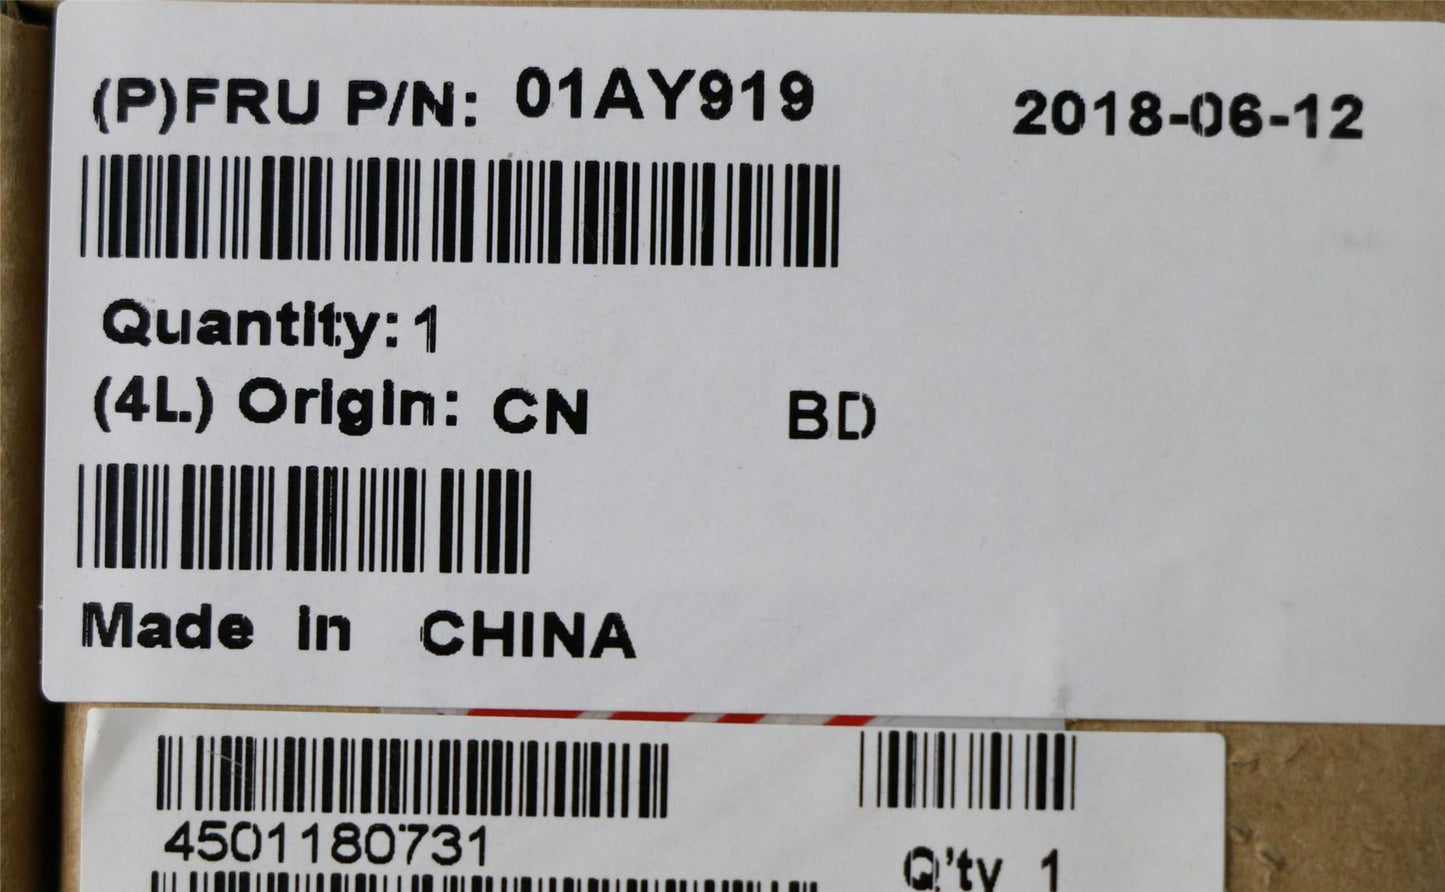 (P)FRU P/N: 01AY919 2018-06-12
Quantity: 1
(4L) Origin: CN BD
Made in CHINA
4501180731
Q'ty 1